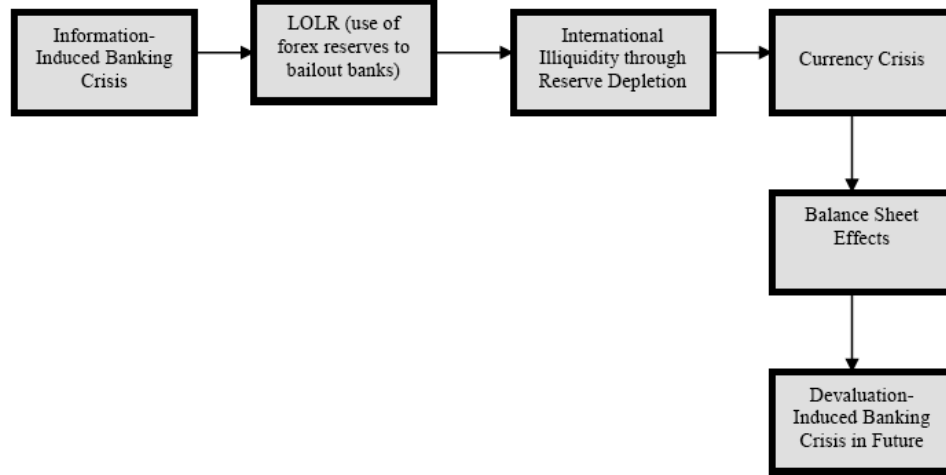 Information-
Induced Banking
Crisis
LOLR (use of
forex reserves to
bailout banks)
International
Illiquidity through
Reserve Depletion
Currency Crisis
Balance Sheet
Effects
Devaluation-
Induced Banking
Crisis in Future